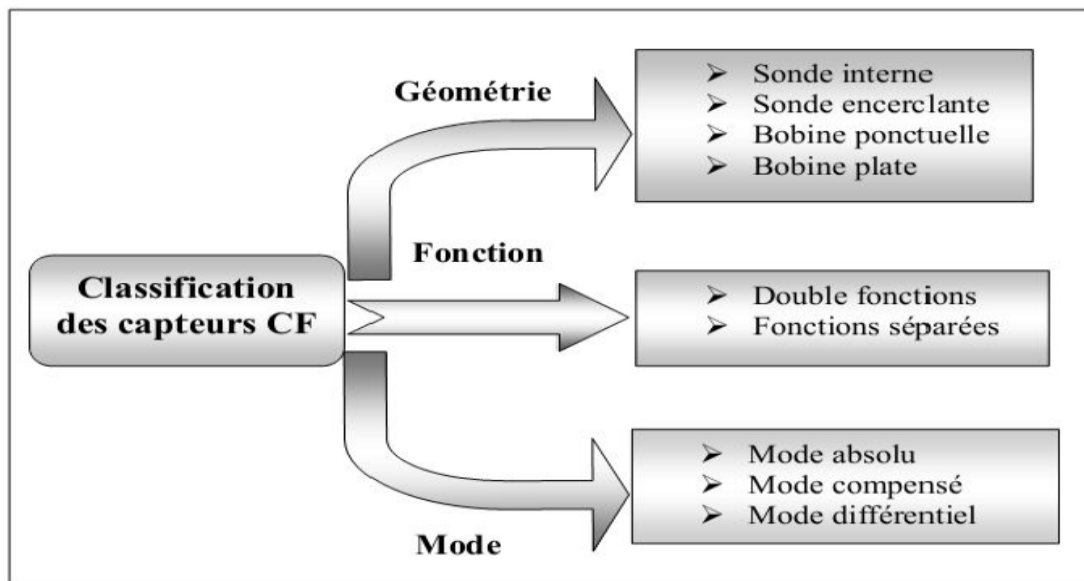 Géométrie
Sonde interne
Sonde encerclante
Bobine ponctuelle
Bobine plate
Classification
des capteurs CF
Fonction
Double fonctions
Fonctions séparées
Mode
Mode absolu
Mode compensé
Mode différentiel